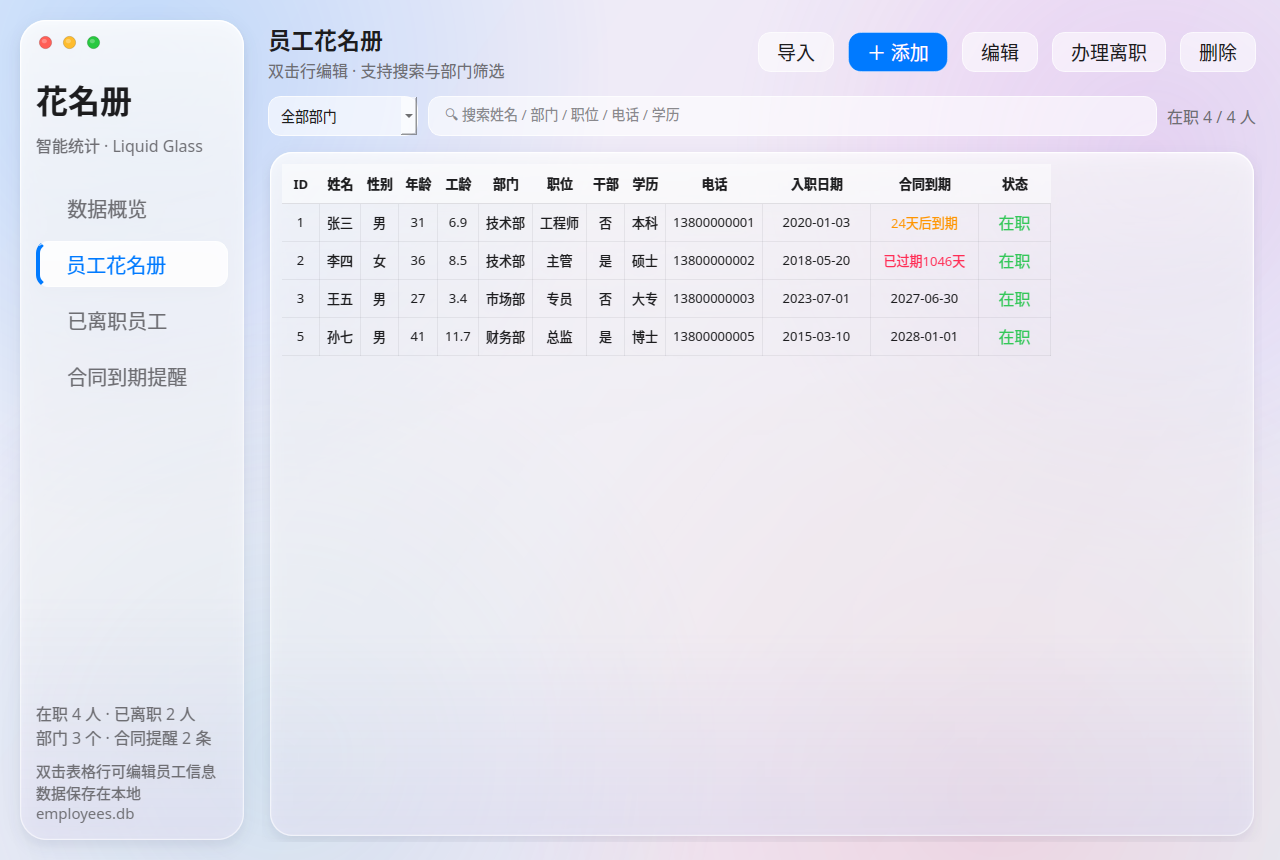 花名册
智能统计 · Liquid Glass
数据概览
员工花名册
已离职员工
合同到期提醒
在职 4 人 · 已离职 2 人
部门 3 个 · 合同提醒 2 条
双击表格行可编辑员工信息
数据保存在本地
employees.db
员工花名册
双击行编辑 · 支持搜索与部门筛选
导入
＋ 添加
编辑
办理离职
删除
全部部门
🔍 搜索姓名 / 部门 / 职位 / 电话 / 学历
在职 4 / 4 人
ID 姓名 性别 年龄 工龄 部门 职位 干部 学历 电话 入职日期 合同到期 状态
1 张三 男 31 6.9 技术部 工程师 否 本科 13800000001 2020-01-03 24天后到期 在职
2 李四 女 36 8.5 技术部 主管 是 硕士 13800000002 2018-05-20 已过期1046天 在职
3 王五 男 27 3.4 市场部 专员 否 大专 13800000003 2023-07-01 2027-06-30 在职
5 孙七 男 41 11.7 财务部 总监 是 博士 13800000005 2015-03-10 2028-01-01 在职